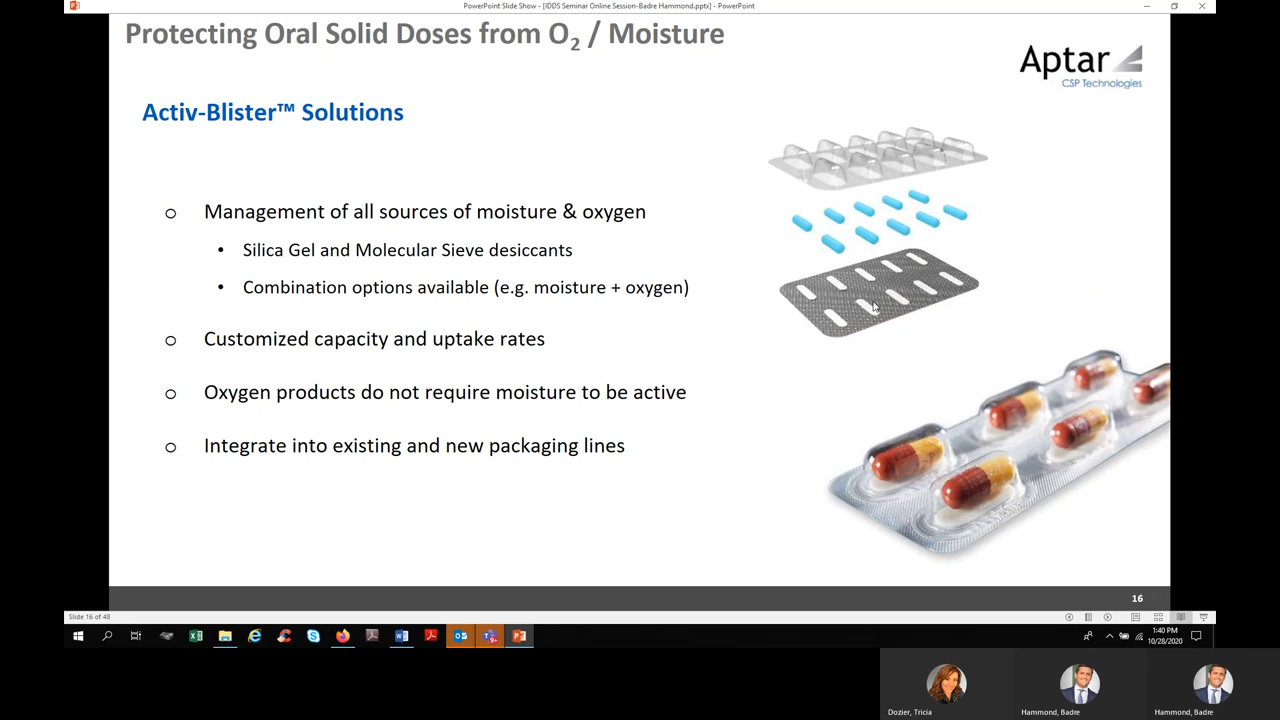 PowerPoint Slide Show - [IDDS Seminar Online Session-Badre Hammond.pptx] - PowerPoint
Protecting Oral Solid Doses from O2 / Moisture
Aptar
CSP Technologies
Activ-Blister™ Solutions
o Management of all sources of moisture & oxygen
• Silica Gel and Molecular Sieve desiccants
• Combination options available (e.g. moisture + oxygen)
o Customized capacity and uptake rates
o Oxygen products do not require moisture to be active
o Integrate into existing and new packaging lines
16
Slide 16 of 48
1:40 PM
10/28/2020
Dozier, Tricia
Hammond, Badre
Hammond, Badre